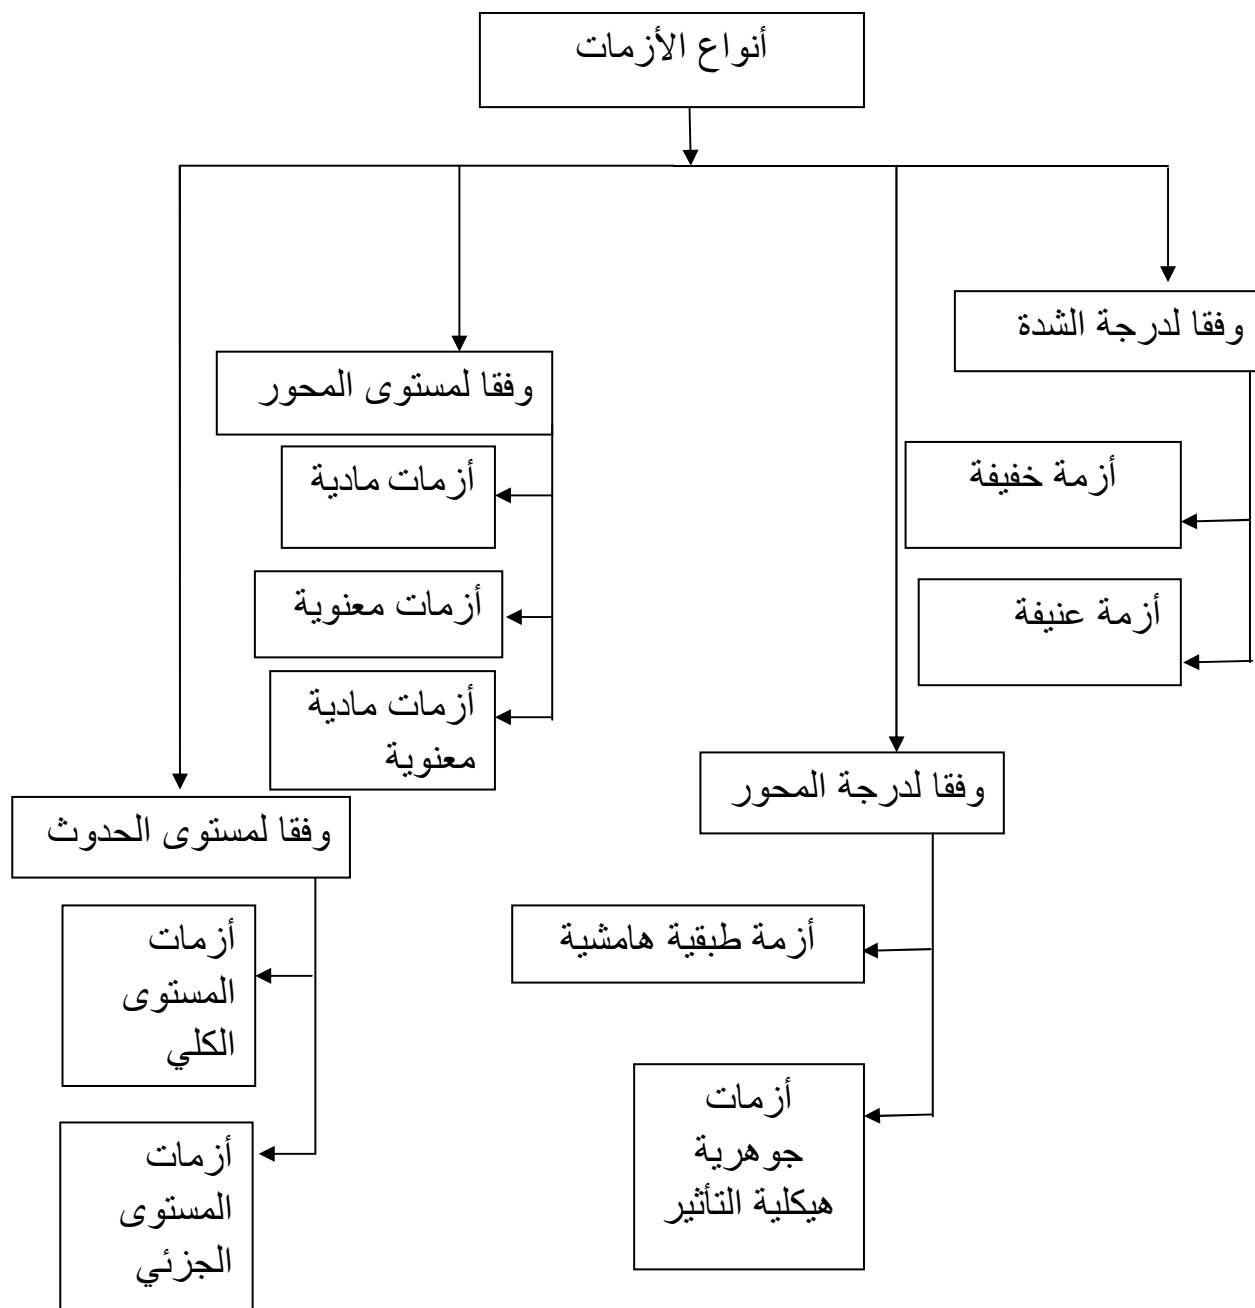 أنواع الأزمات
وفقا لدرجة الشدة
أزمة خفيفة
أزمة عنيفة
وفقا لدرجة المحور
أزمة طبقية هامشية
أزمات
جوهرية
هيكلية التأثير
وفقا لمستوى المحور
أزمات مادية
أزمات معنوية
أزمات مادية
معنوية
وفقا لمستوى الحدوث
أزمات
المستوى
الكلي
أزمات
المستوى
الجزئي